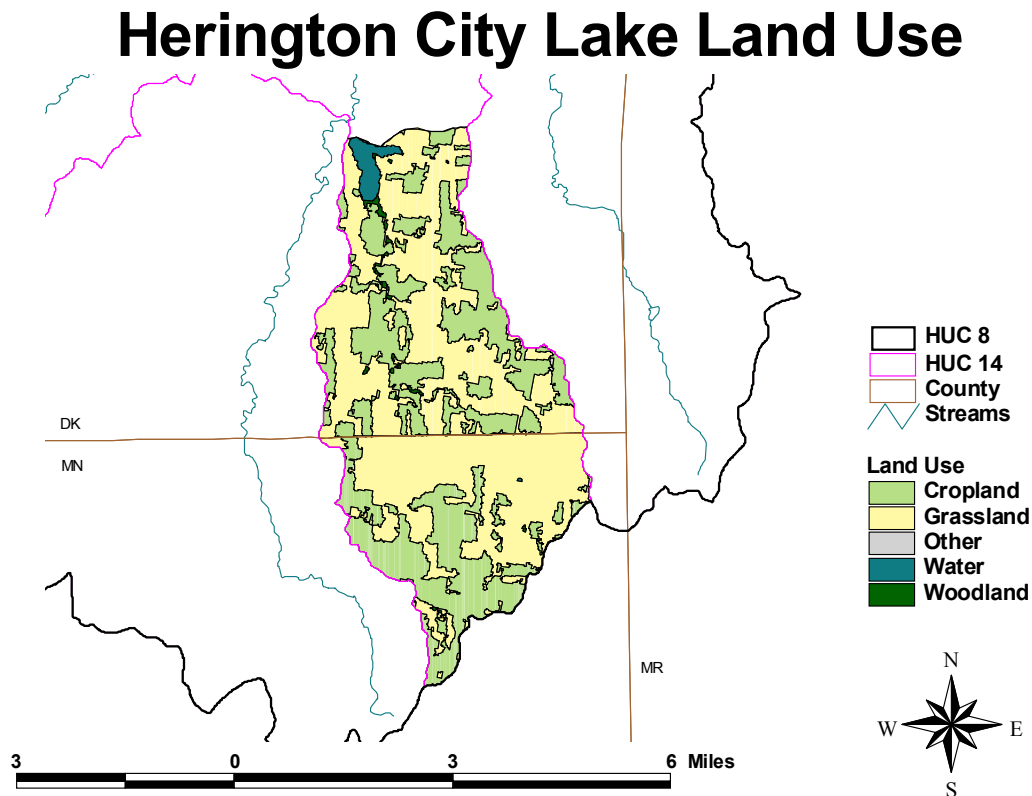 Herington City Lake Land Use
HUC 8
HUC 14
County
Streams
DK
MN
Land Use
Cropland
Grassland
Other
Water
Woodland
MR
N
W E
S
3 0 3 6 Miles